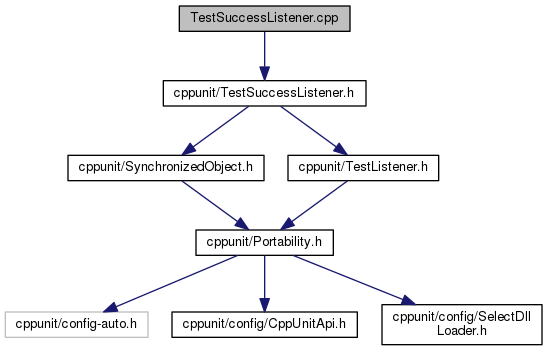 TestSuccessListener.cpp
cppunit/TestSuccessListener.h
cppunit/SynchronizedObject.h
cppunit/TestListener.h
cppunit/Portability.h
cppunit/config-auto.h
cppunit/config/CppUnitApi.h
cppunit/config/SelectDll
Loader.h